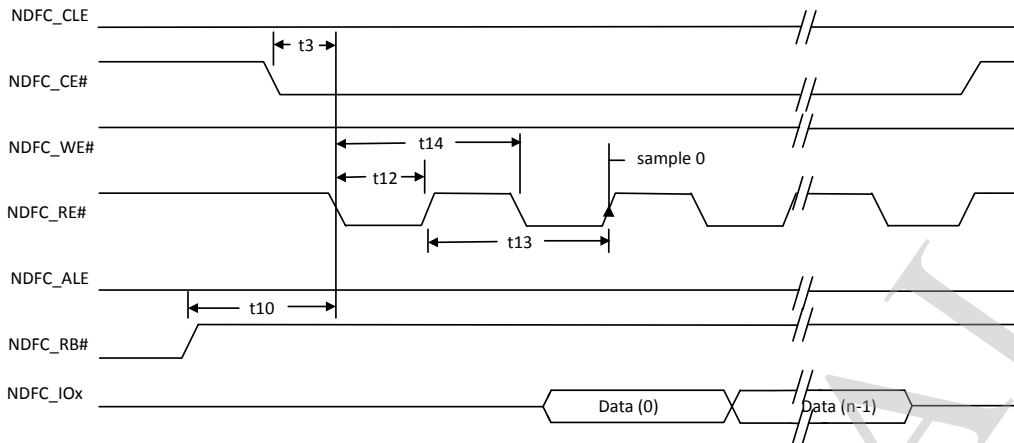 NDFC_CLE
t3
NDFC_CE#
NDFC_WE#
t14
sample 0
t12
NDFC_RE#
t13
NDFC_ALE
t10
NDFC_RB#
NDFC_IOx
Data (0)
Data (n-1)